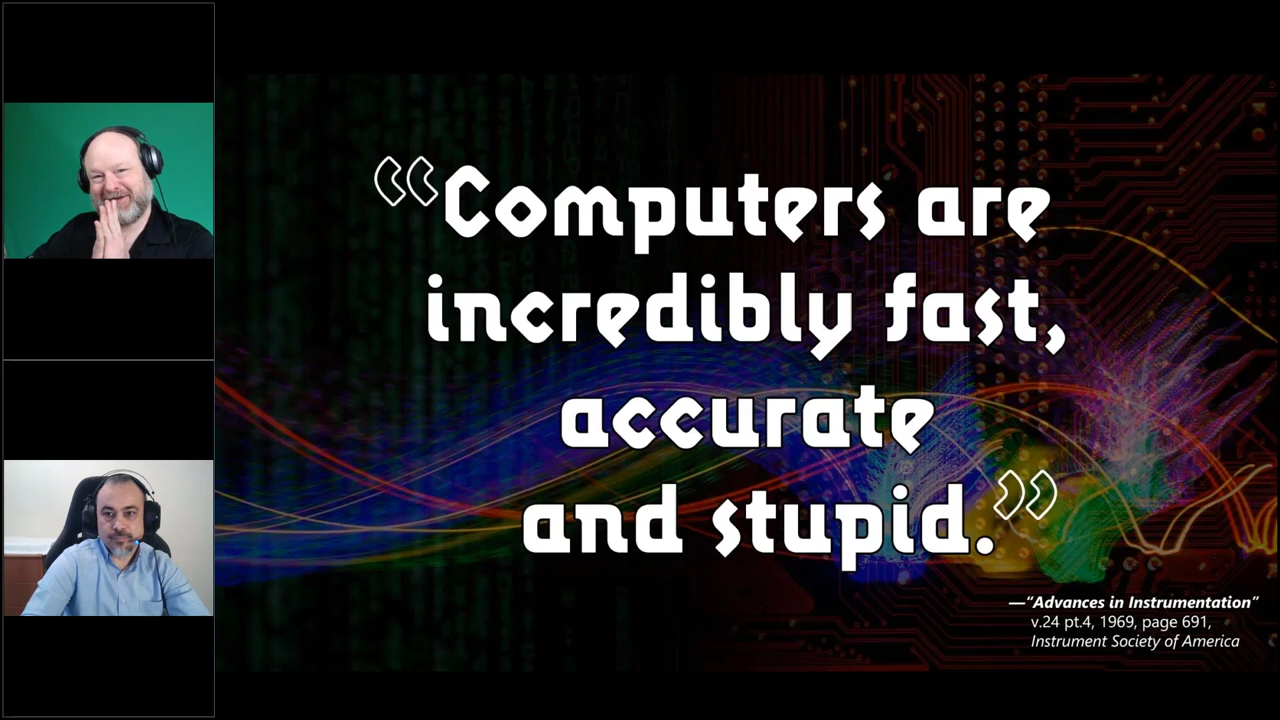 “Computers are
incredibly fast,
accurate
and stupid.”
—“Advances in Instrumentation”
v.24 pt.4, 1969, page 691,
Instrument Society of America